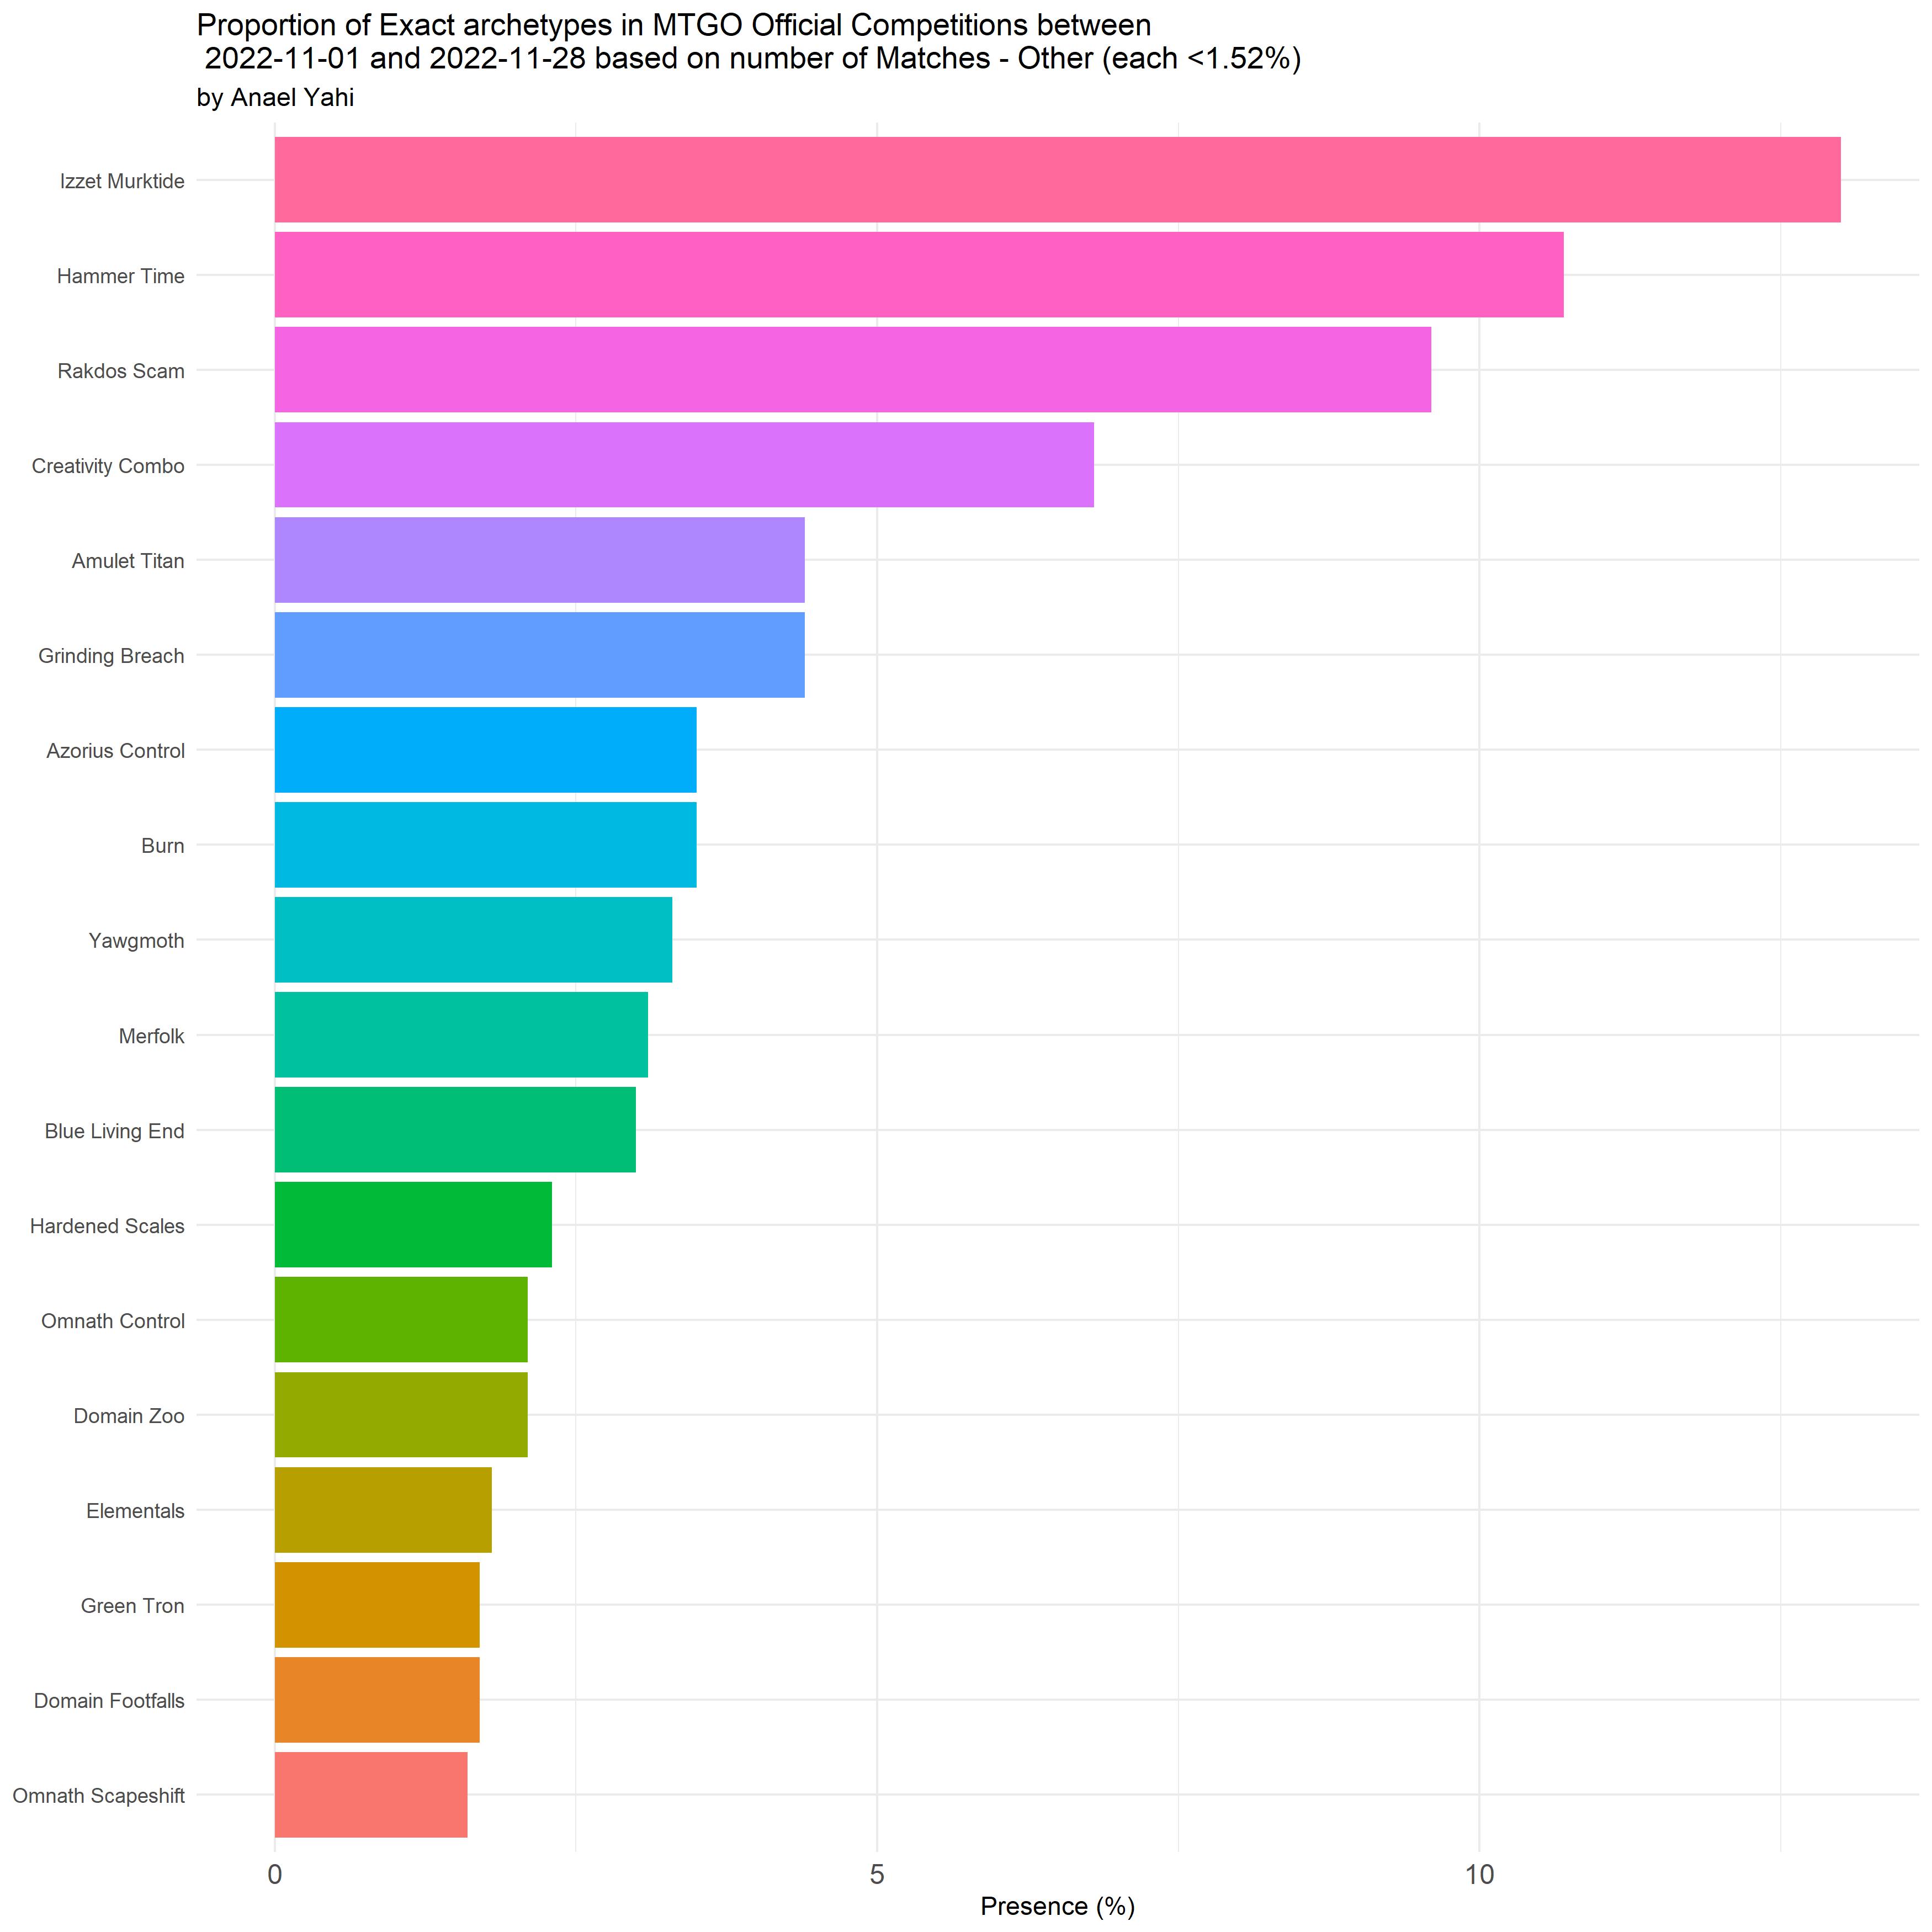 Proportion of Exact archetypes in MTGO Official Competitions between
2022-11-01 and 2022-11-28 based on number of Matches - Other (each <1.52%)
by Anael Yahi
Izzet Murktide
Hammer Time
Rakdos Scam
Creativity Combo
Amulet Titan
Grinding Breach
Azorius Control
Burn
Yawgmoth
Merfolk
Blue Living End
Hardened Scales
Omnath Control
Domain Zoo
Elementals
Green Tron
Domain Footfalls
Omnath Scapeshift
0 5 10
Presence (%)